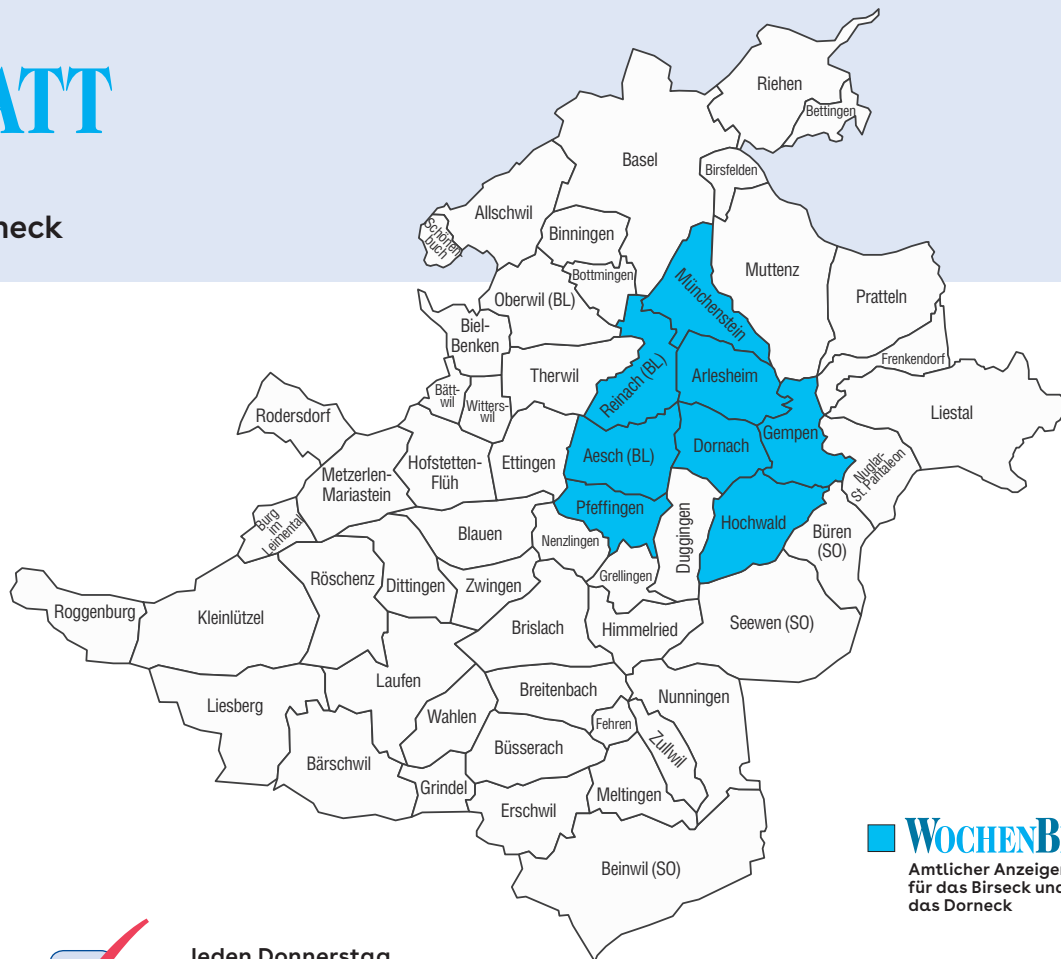 ATT
neck
Riehen
Bettingen
Basel
Birsfelden
Allschwil
Schönen-
buch
Binningen
Bottmingen
Münchenstein
Muttenz
Pratteln
Oberwil (BL)
Biel-
Benken
Therwil
Reinach (BL)
Arlesheim
Frenkendorf
Liestal
Bätt-
wil
Witters-
wil
Rodersdorf
Metzerlen-
Mariastein
Hofstetten-
Flüh
Ettingen
Aesch (BL)
Dornach
Gempen
Nuglar-
St. Pantaleon
Burg
im
Leimental
Blauen
Nenzlingen
Pfeffingen
Duggingen
Hochwald
Büren
(SO)
Roggenburg
Kleinlützel
Röschenz
Dittingen
Zwingen
Grellingen
Brislach
Himmelried
Seewen (SO)
Liesberg
Laufen
Wahlen
Breitenbach
Fehren
Nunningen
Bärschwil
Grindel
Büsserach
Zullwil
Erschwil
Meltingen
Beinwil (SO)
WOCHENB
Amtlicher Anzeiger
für das Birseck und
das Dorneck
Jeden Donnerstag